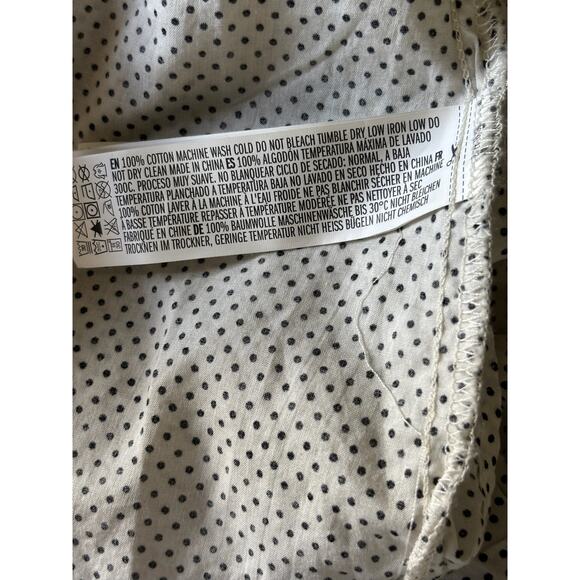 EN 100% COTTON MACHINE WASH COLD DO NOT BLEACH TUMBLE DRY LOW IRON LOW DO
NOT DRY CLEAN MADE IN CHINA ES 100% ALGODÓN TEMPERATURA MÁXIMA DE LAVADO
300C. PROCESO MUY SUAVE. NO BLANQUEAR CICLO DE SECADO: NORMAL, A BAJA
TEMPERATURA PLANCHADO A TEMPERATURA BAJA NO LAVADO EN SECO HECHO EN CHINA FR
100% COTON LAVER À LA MACHINE A L'EAU FROIDE NE PAS BLANCHIR SÉCHER EN MACHINE
À BASSE TEMPÉRATURE REPASSER À TEMPÉRATURE MODÉRÉE NE PAS NETTOYER À SEC
FABRIQUÉ EN CHINE DE 100% BAUMWOLLE MASCHINENWÄSCHE BIS 30°C NICHT BLEICHEN
TROCKNEN IM TROCKNER, GERINGE TEMPERATUR NICHT HEISS BÜGELN NICHT CHEMISCH